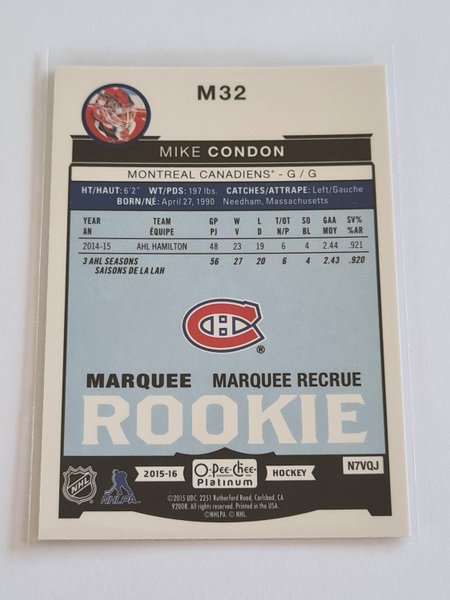 M32
MIKE CONDON
MONTREAL CANADIENS® - G / G
HT/HAUT: 6'2" WT/PDS: 197 lbs. CATCHES/ATTRAPE: Left/Gauche
BORN/NÉ: April 27, 1990 Needham, Massachusetts
YEAR TEAM GP W L T/OT SO GAA SV%
AN ÉQUIPE PJ V D N/P BL MOY %AR
2014-15 AHL HAMILTON 48 23 19 6 4 2.44 .921
3 AHL SEASONS 56 27 20 6 4 2.43 .920
SAISONS DE LA LAH
CH®
MARQUEE MARQUEE RECRUE
ROOKIE
2015-16 O-Pee-Chee Platinum HOCKEY N7VQJ
NHL NHLPA
©2015 UDC. 2251 Rutherford Road, Carlsbad, CA
92008. All rights reserved. Printed in the USA.
©NHLPA. © NHL.